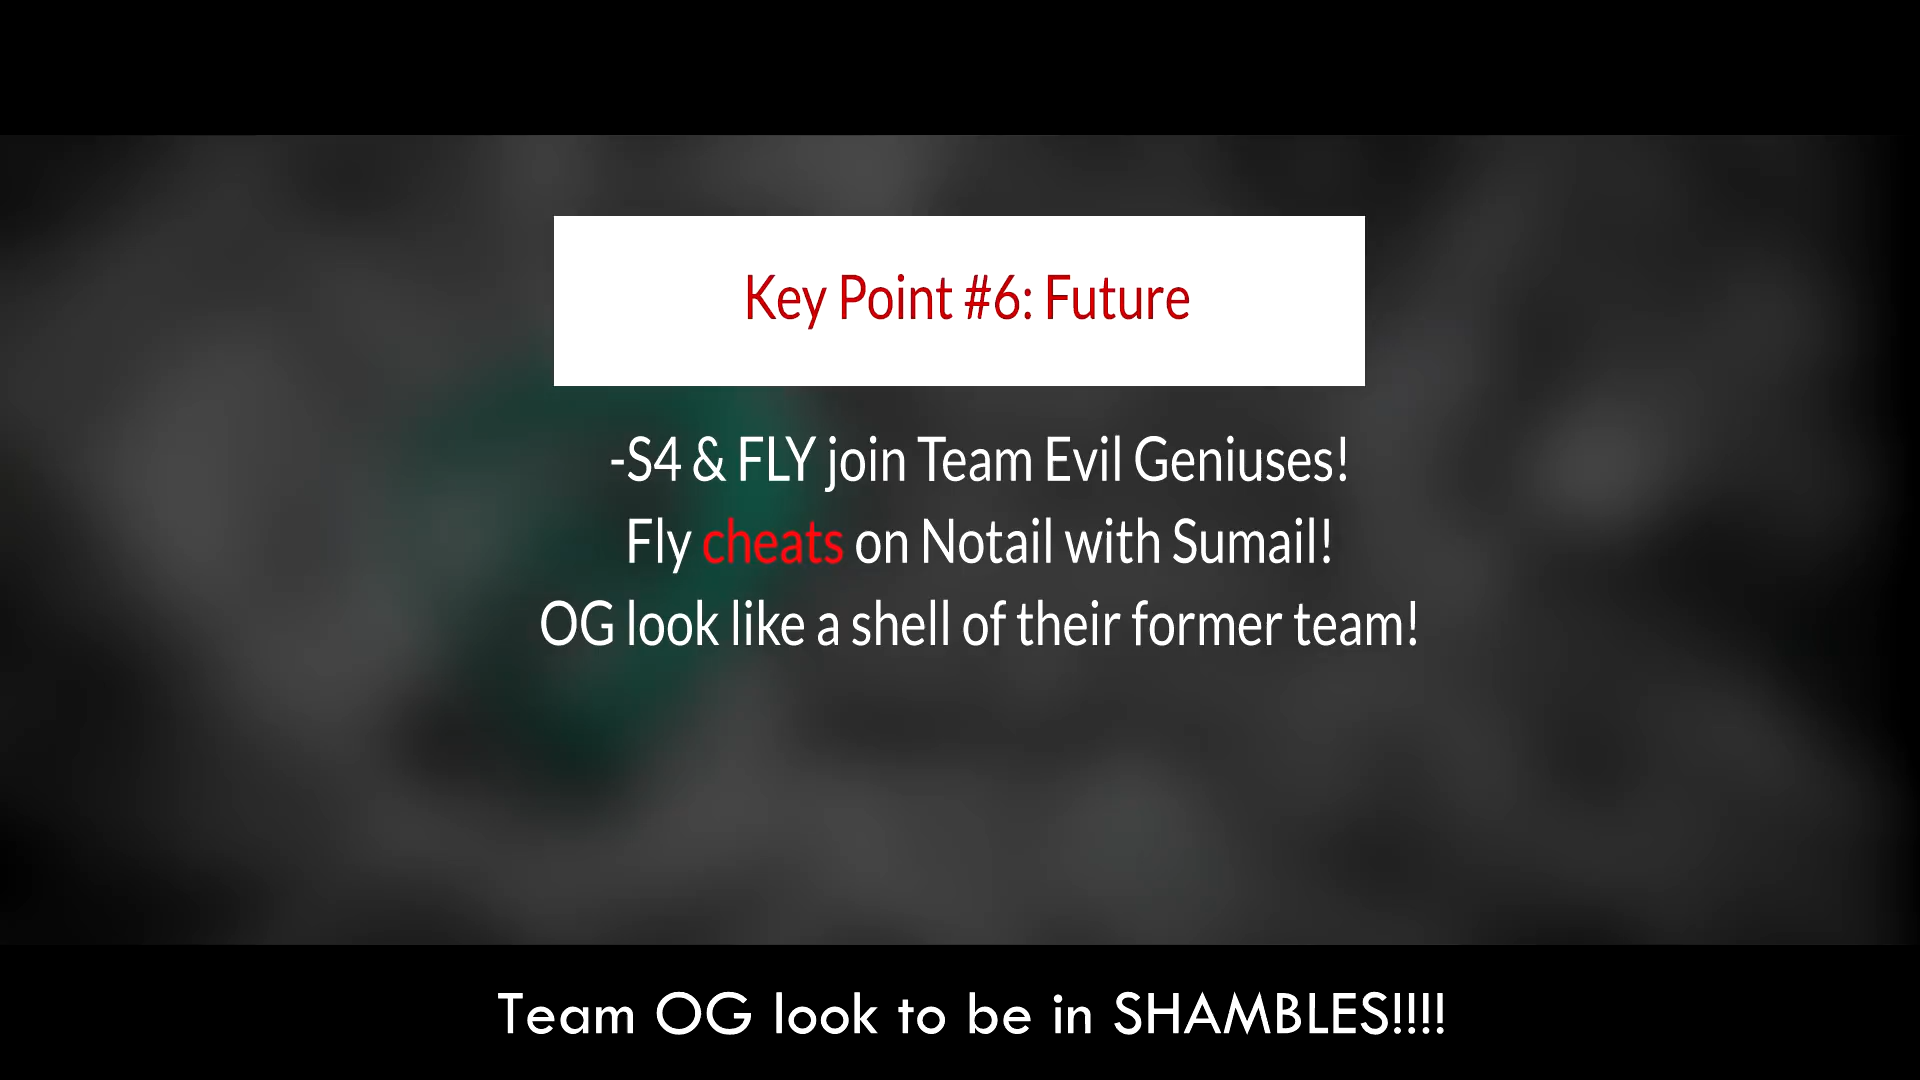 Key Point #6: Future
-S4 & FLY join Team Evil Geniuses!
Fly cheats on Notail with Sumail!
OG look like a shell of their former team!
Team OG look to be in SHAMBLES!!!!